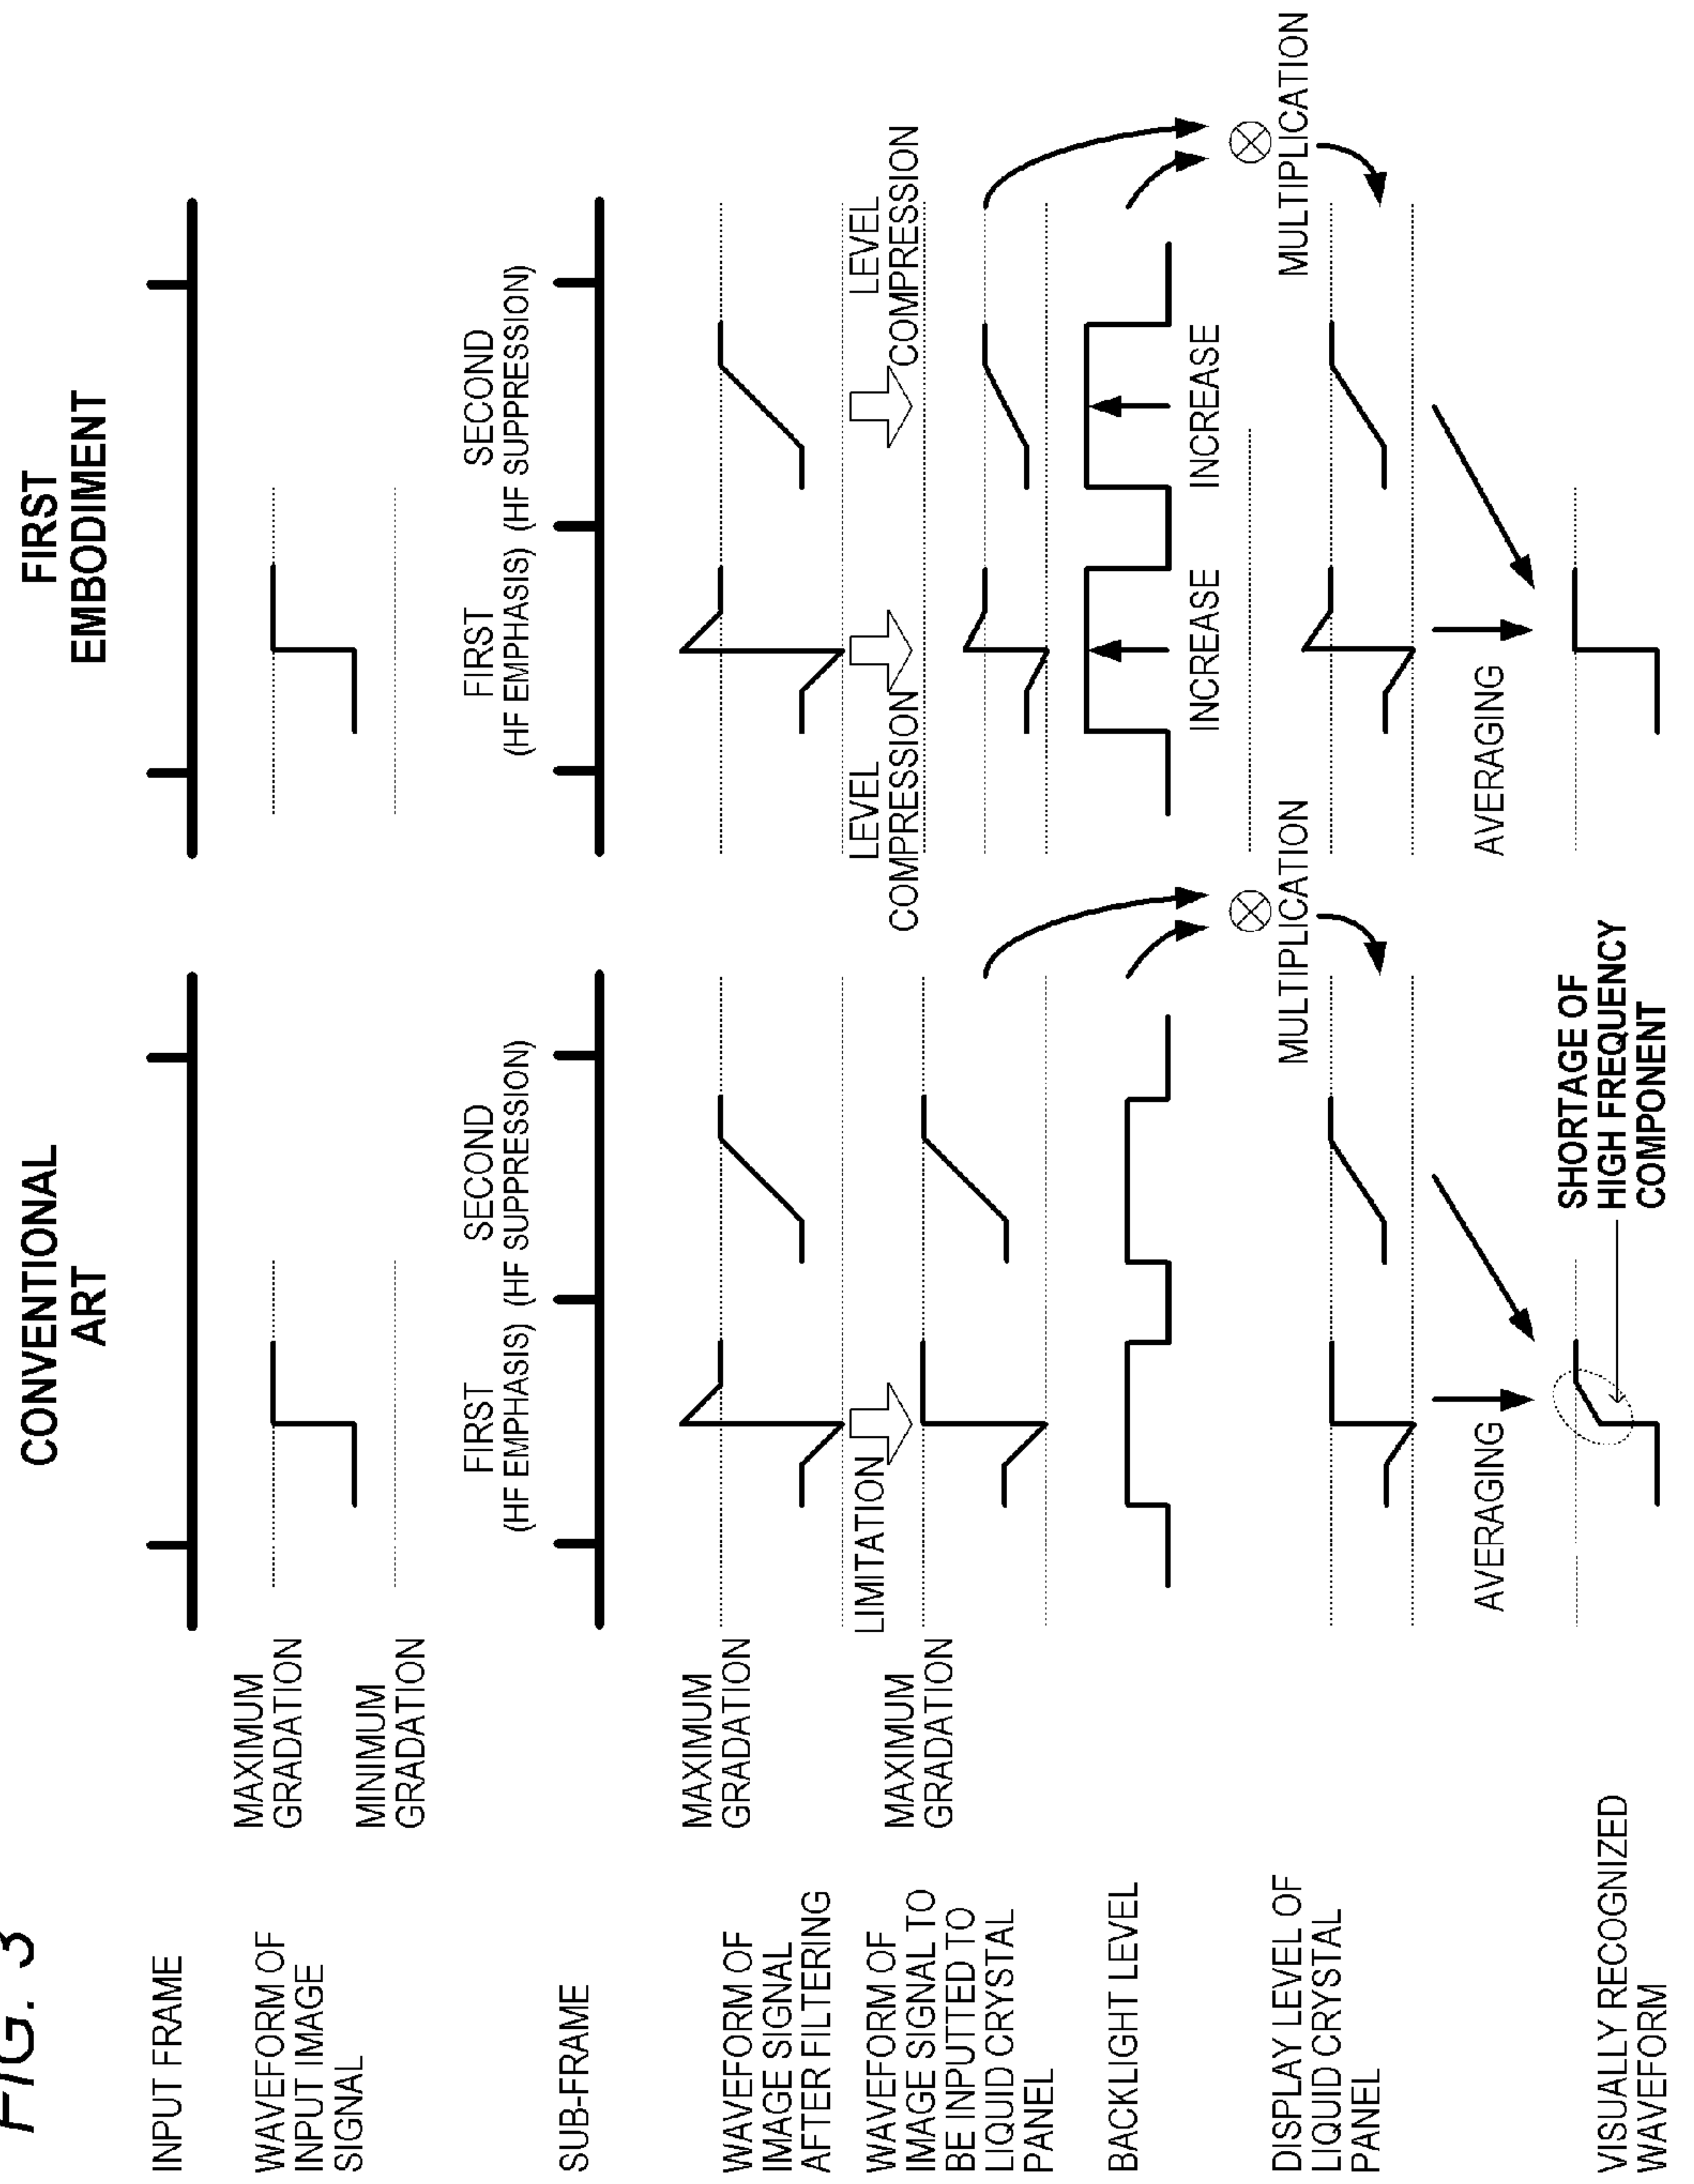 FIG. 3
CONVENTIONAL
ART
FIRST
EMBODIMENT
INPUT FRAME
WAVEFORM OF
INPUT IMAGE
SIGNAL
MAXIMUM
GRADATION
MINIMUM
GRADATION
SUB-FRAME
FIRST
(HF EMPHASIS)
SECOND
(HF SUPPRESSION)
FIRST
(HF EMPHASIS)
SECOND
(HF SUPPRESSION)
WAVEFORM OF
IMAGE SIGNAL
AFTER FILTERING
MAXIMUM
GRADATION
LIMITATION
LEVEL
COMPRESSION
LEVEL
COMPRESSION
WAVEFORM OF
IMAGE SIGNAL TO
BE INPUTTED TO
LIQUID CRYSTAL
PANEL
MAXIMUM
GRADATION
BACKLIGHT LEVEL
INCREASE
INCREASE
MULTIPLICATION
MULTIPLICATION
DISPLAY LEVEL OF
LIQUID CRYSTAL
PANEL
AVERAGING
AVERAGING
VISUALLY RECOGNIZED
WAVEFORM
SHORTAGE OF
HIGH FREQUENCY
COMPONENT